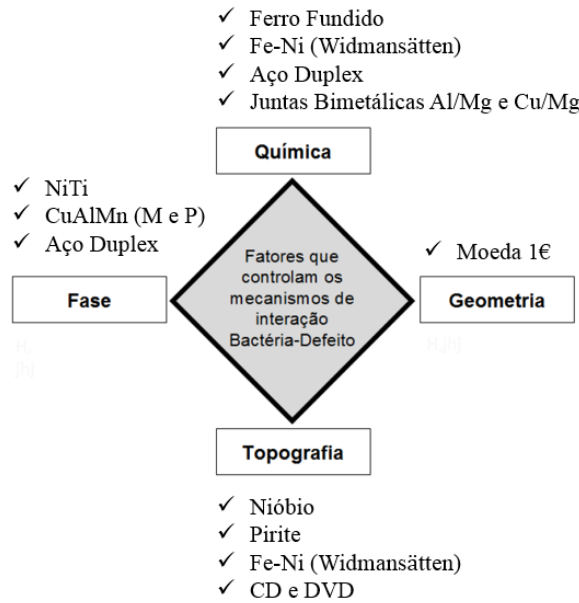 ✓ Ferro Fundido
✓ Fe-Ni (Widmansätten)
✓ Aço Duplex
✓ Juntas Bimetálicas Al/Mg e Cu/Mg
Química
✓ NiTi
✓ CuAlMn (M e P)
✓ Aço Duplex
Fase
Fatores que
controlam os
mecanismos de
interação
Bactéria-Defeito
✓ Moeda 1€
Geometria
Topografia
✓ Nióbio
✓ Pirite
✓ Fe-Ni (Widmansätten)
✓ CD e DVD